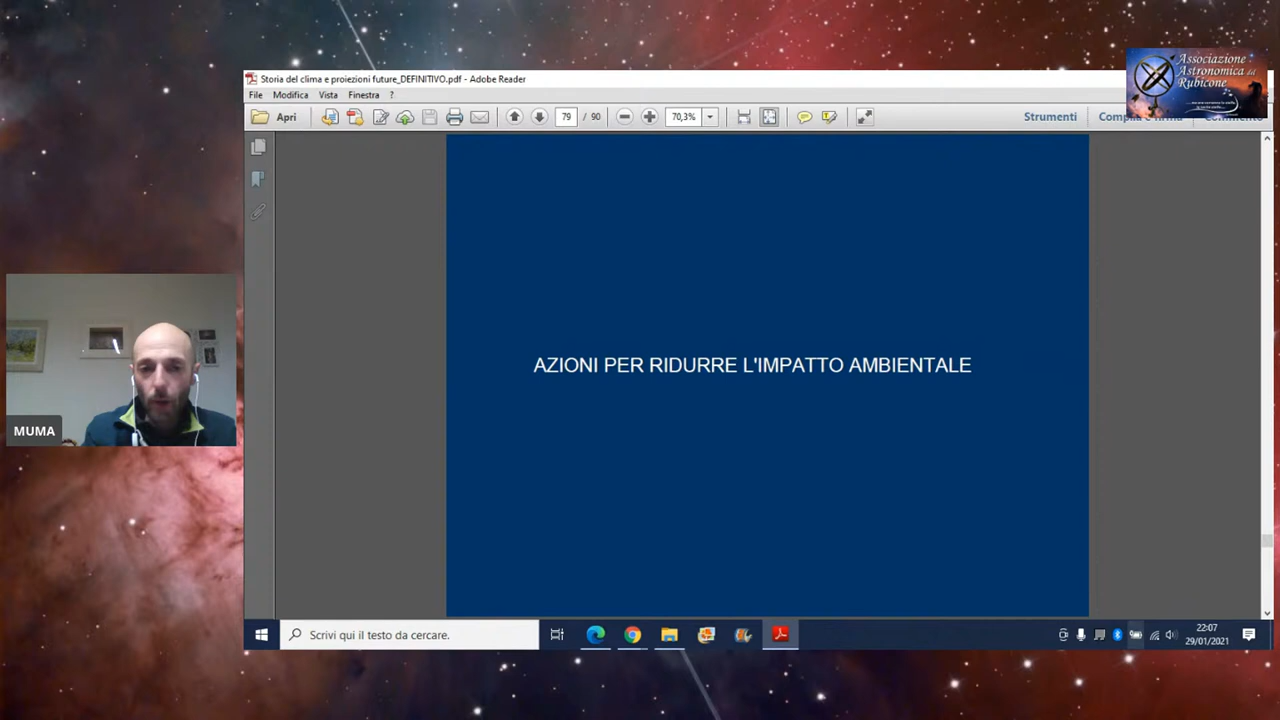 Storia del clima e proiezioni future_DEFINITIVO.pdf - Adobe Reader
Associazione
Astronomica del
Rubicone
File Modifica Vista Finestra ?
Apri 79 / 90 70,3% Strumenti
AZIONI PER RIDURRE L'IMPATTO AMBIENTALE
MUMA
Scrivi qui il testo da cercare.
22:07
29/01/2021